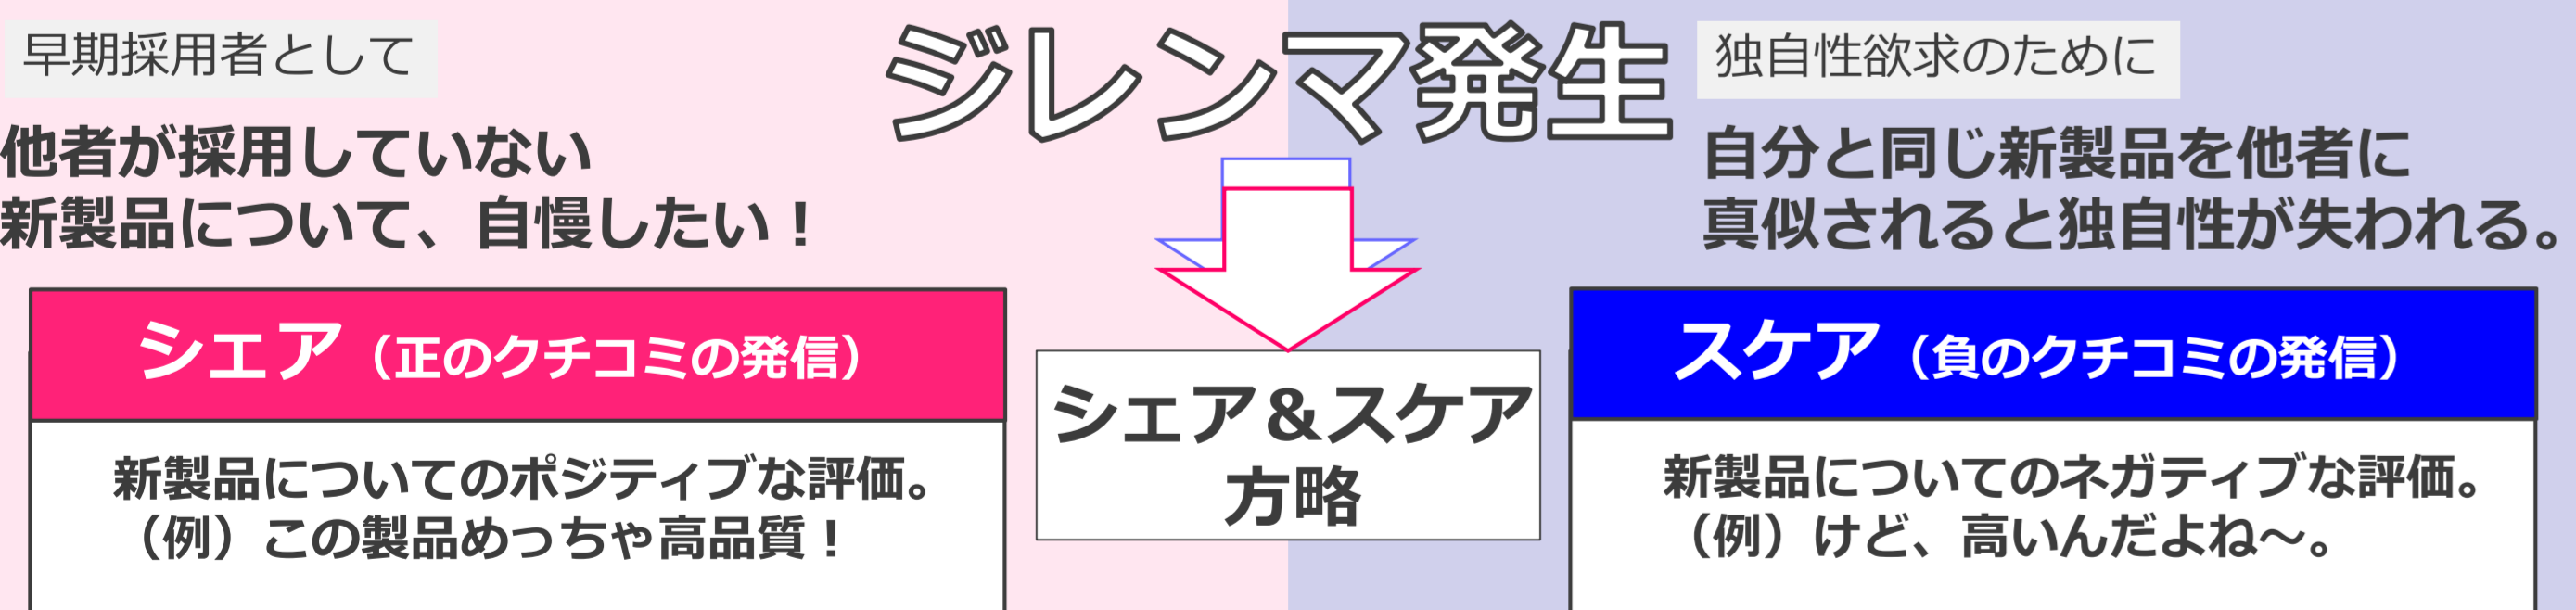 早期採用者として
他者が採用していない
新製品について、自慢したい！
ジレンマ発生
独自性欲求のために
自分と同じ新製品を他者に
真似されると独自性が失われる。
シェア（正のクチコミの発信）
新製品についてのポジティブな評価。
（例）この製品めっちゃ高品質！
シェア&スケア
方略
スケア（負のクチコミの発信）
新製品についてのネガティブな評価。
（例）けど、高いんだよね～。